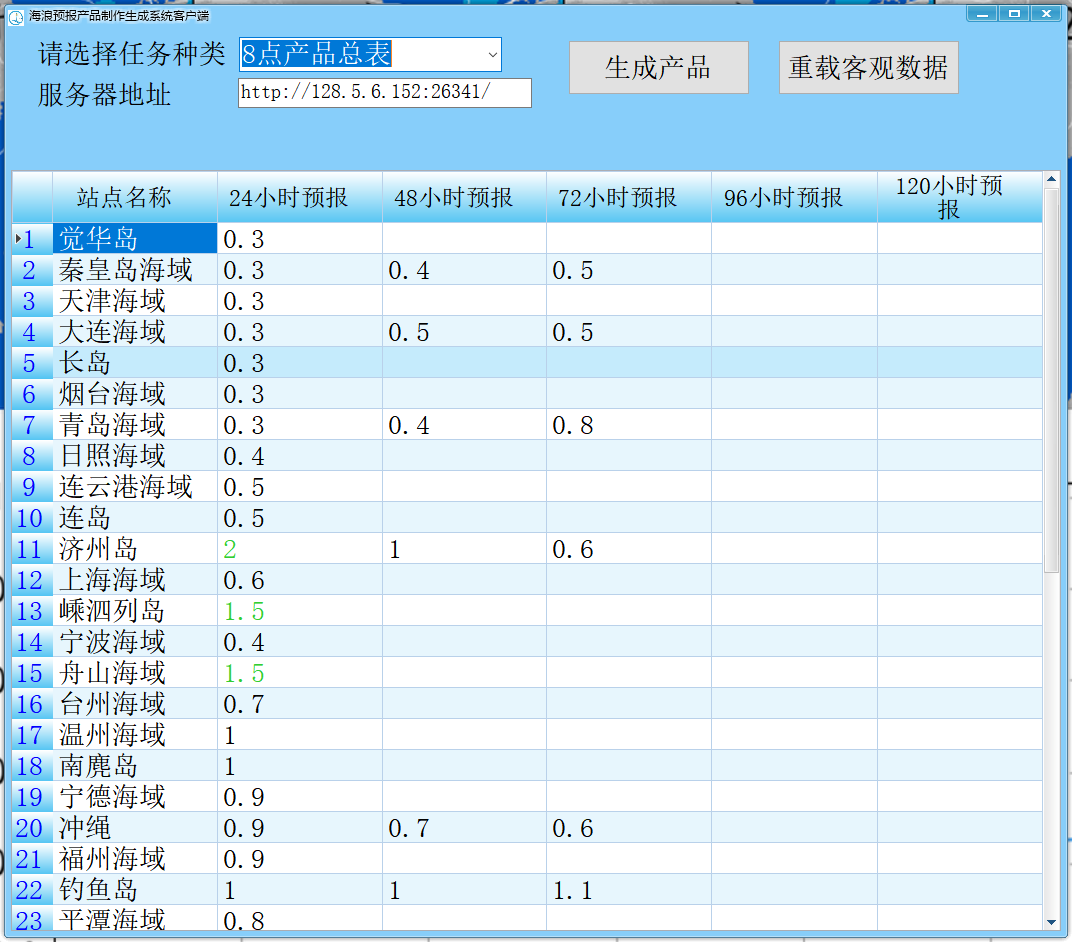 海浪预报产品制作生成系统客户端
请选择任务种类 8点产品总表 生成产品 重载客观数据
服务器地址 http://128.5.6.152:26341/
站点名称 24小时预报 48小时预报 72小时预报 96小时预报 120小时预报
1 觉华岛 0.3
2 秦皇岛海域 0.3 0.4 0.5
3 天津海域 0.3
4 大连海域 0.3 0.5 0.5
5 长岛 0.3
6 烟台海域 0.3
7 青岛海域 0.3 0.4 0.8
8 日照海域 0.4
9 连云港海域 0.5
10 连岛 0.5
11 济州岛 2 1 0.6
12 上海海域 0.6
13 嵊泗列岛 1.5
14 宁波海域 0.4
15 舟山海域 1.5
16 台州海域 0.7
17 温州海域 1
18 南麂岛 1
19 宁德海域 0.9
20 冲绳 0.9 0.7 0.6
21 福州海域 0.9
22 钓鱼岛 1 1 1.1
23 平潭海域 0.8